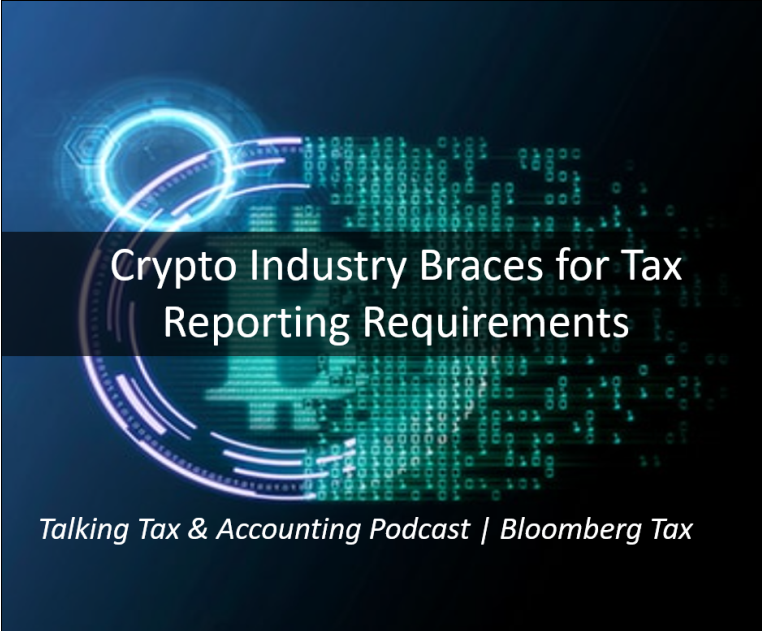 Crypto Industry Braces for Tax
Reporting Requirements
Talking Tax & Accounting Podcast | Bloomberg Tax